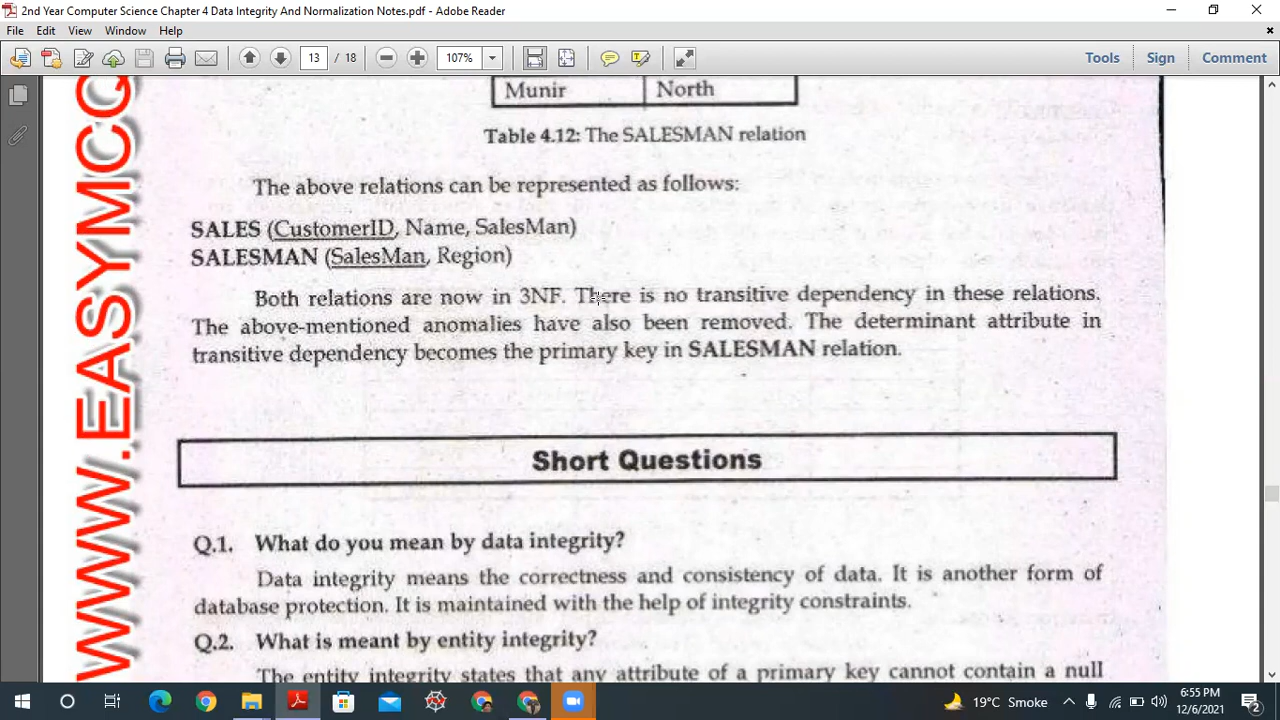 2nd Year Computer Science Chapter 4 Data Integrity And Normalization Notes.pdf - Adobe Reader
File Edit View Window Help
13 / 18 107% Tools Sign Comment
WWW.EASYMCQ
Munir North
Table 4.12: The SALESMAN relation
The above relations can be represented as follows:
SALES (CustomerID, Name, SalesMan)
SALESMAN (SalesMan, Region)
Both relations are now in 3NF. There is no transitive dependency in these relations.
The above-mentioned anomalies have also been removed. The determinant attribute in
transitive dependency becomes the primary key in SALESMAN relation.
Short Questions
Q.1. What do you mean by data integrity?
Data integrity means the correctness and consistency of data. It is another form of
database protection. It is maintained with the help of integrity constraints.
Q.2. What is meant by entity integrity?
The entity integrity states that any attribute of a primary key cannot contain a null
19°C Smoke
6:55 PM
12/6/2021
2